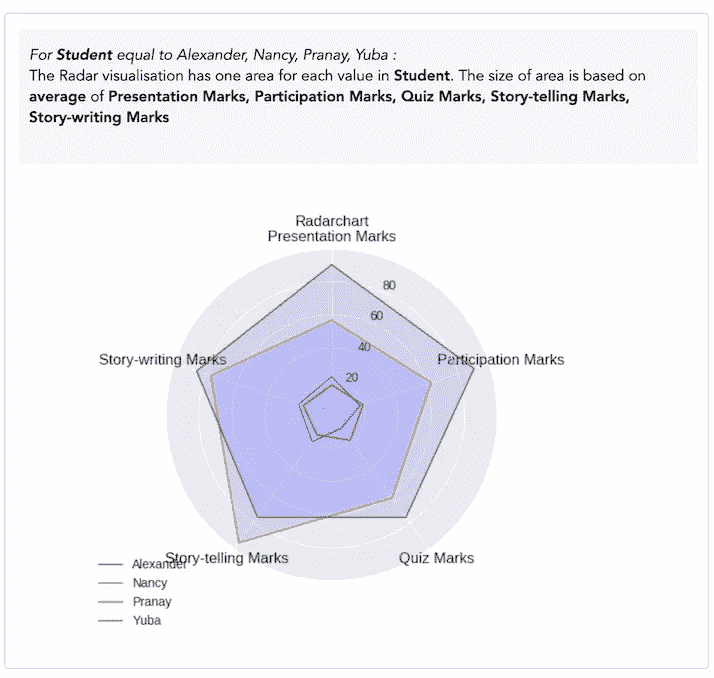 For Student equal to Alexander, Nancy, Pranay, Yuba :
The Radar visualisation has one area for each value in Student. The size of area is based on
average of Presentation Marks, Participation Marks, Quiz Marks, Story-telling Marks,
Story-writing Marks
Radarchart
Presentation Marks
80
60
40
20
Story-writing Marks
Participation Marks
Story-telling Marks
Quiz Marks
Alexander
Nancy
Pranay
Yuba